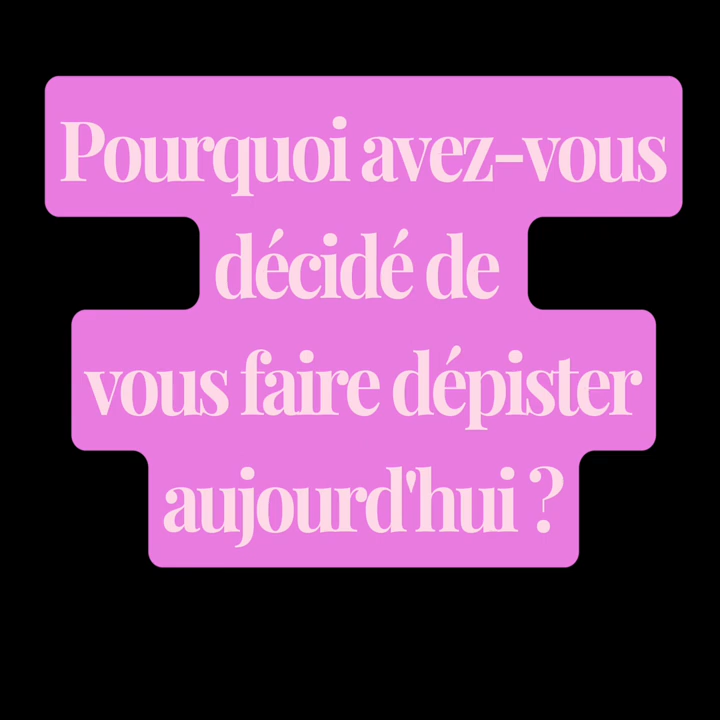 Pourquoi avez-vous
décidé de
vous faire dépister
aujourd'hui ?